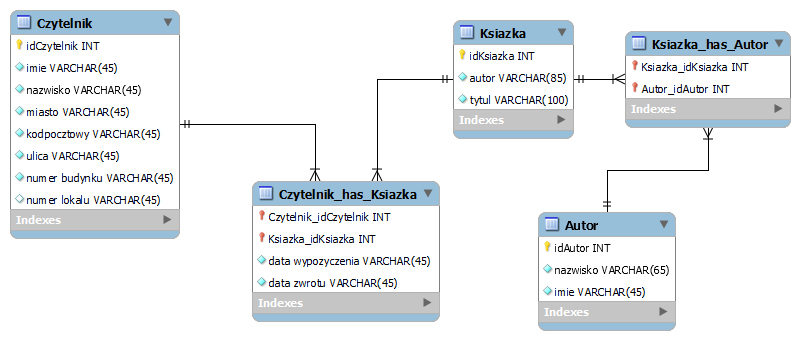 Czytelnik
idCzytelnik INT
imie VARCHAR(45)
nazwisko VARCHAR(45)
miasto VARCHAR(45)
kodpocztowy VARCHAR(45)
ulica VARCHAR(45)
numer budynku VARCHAR(45)
numer lokalu VARCHAR(45)
Indexes
Czytelnik_has_Ksiazka
Czytelnik_idCzytelnik INT
Ksiazka_idKsiazka INT
data wypozyczenia VARCHAR(45)
data zwrotu VARCHAR(45)
Indexes
Ksiazka
idKsiazka INT
autor VARCHAR(85)
tytul VARCHAR(100)
Indexes
Ksiazka_has_Autor
Ksiazka_idKsiazka INT
Autor_idAutor INT
Indexes
Autor
idAutor INT
nazwisko VARCHAR(65)
imie VARCHAR(45)
Indexes